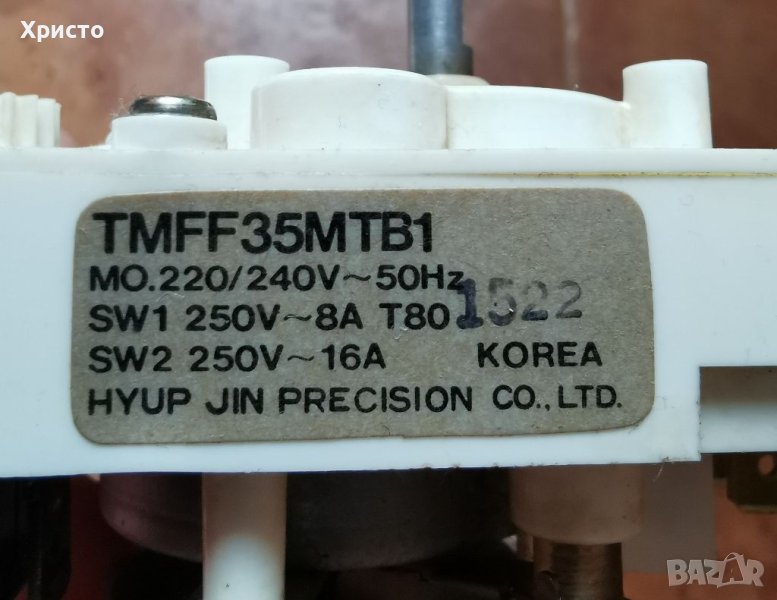 Христо
TMFF35MTB1
MO.220/240V~50Hz
SW1 250V~8A T80 1522
SW2 250V~16A KOREA
HYUP JIN PRECISION CO.,LTD.
BAZAR